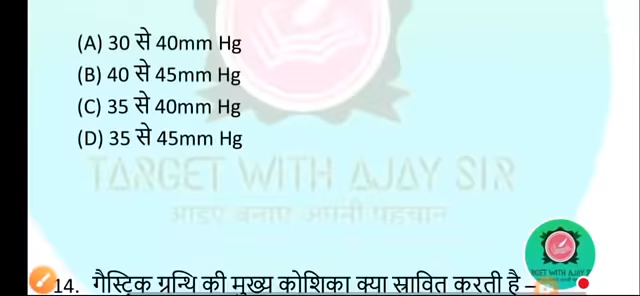 (A) 30 से 40mm Hg
(B) 40 से 45mm Hg
(C) 35 से 40mm Hg
(D) 35 से 45mm Hg
TARGET WITH AJAY SIR
आइए बनाए अपनी पहचान
14. गैस्टिक ग्रन्थि की मुख्य कोशिका क्या स्रावित करती है –